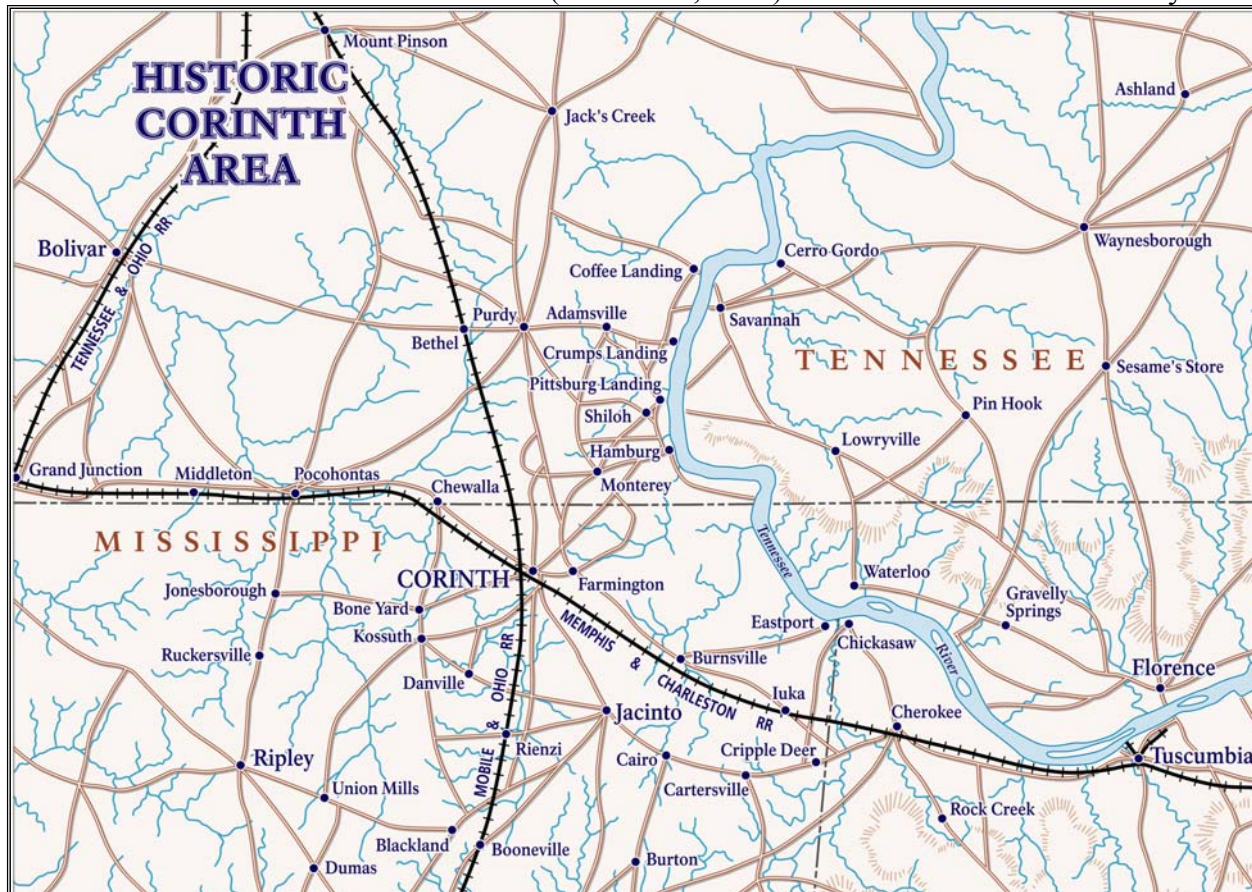 Mount Pinson
HISTORIC
CORINTH
AREA
Ashland
Jack's Creek
Bolivar
TENNESSEE & OHIO RR
Waynesborough
Cerro Gordo
Coffee Landing
Savannah
Purdy
Adamsville
Bethel
Crumps Landing
TENNESSEE
Sesame's Store
Pittsburg Landing
Shiloh
Pin Hook
Hamburg
Lowryville
Grand Junction
Middleton
Pocohontas
Chewalla
Monterey
MISSISSIPPI
Tennessee
River
CORINTH
Farmington
Waterloo
Jonesborough
Bone Yard
Gravelly
Springs
Kossuth
Eastport
Chickasaw
MEMPHIS & CHARLESTON RR
Ruckersville
Burnsville
Danville
Florence
Iuka
Jacinto
Cherokee
MOBILE & OHIO RR
Rienzi
Ripley
Cairo
Cripple Deer
Tuscumbia
Cartersville
Union Mills
Rock Creek
Blackland
Booneville
Dumas
Burton